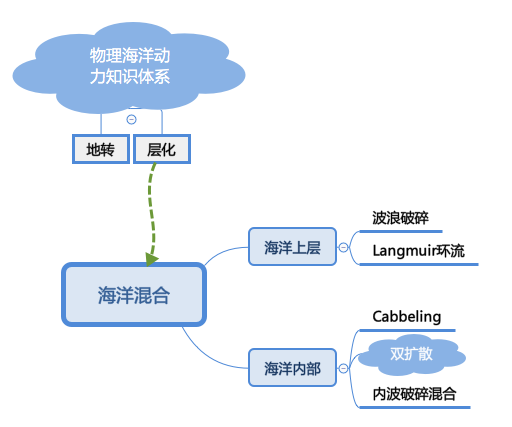 物理海洋动
力知识体系
地转
层化
海洋混合
海洋上层
波浪破碎
Langmuir环流
海洋内部
Cabbeling
双扩散
内波破碎混合